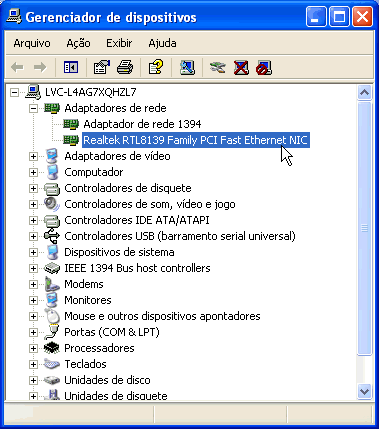 Gerenciador de dispositivos
Arquivo Ação Exibir Ajuda
LVC-L4AG7XQHZL7
Adaptadores de rede
Adaptador de rede 1394
Realtek RTL8139 Family PCI Fast Ethernet NIC
Adaptadores de vídeo
Computador
Controladores de disquete
Controladores de som, vídeo e jogo
Controladores IDE ATA/ATAPI
Controladores USB (barramento serial universal)
Dispositivos de sistema
IEEE 1394 Bus host controllers
Modems
Monitores
Mouse e outros dispositivos apontadores
Portas (COM & LPT)
Processadores
Teclados
Unidades de disco
Unidades de disquete